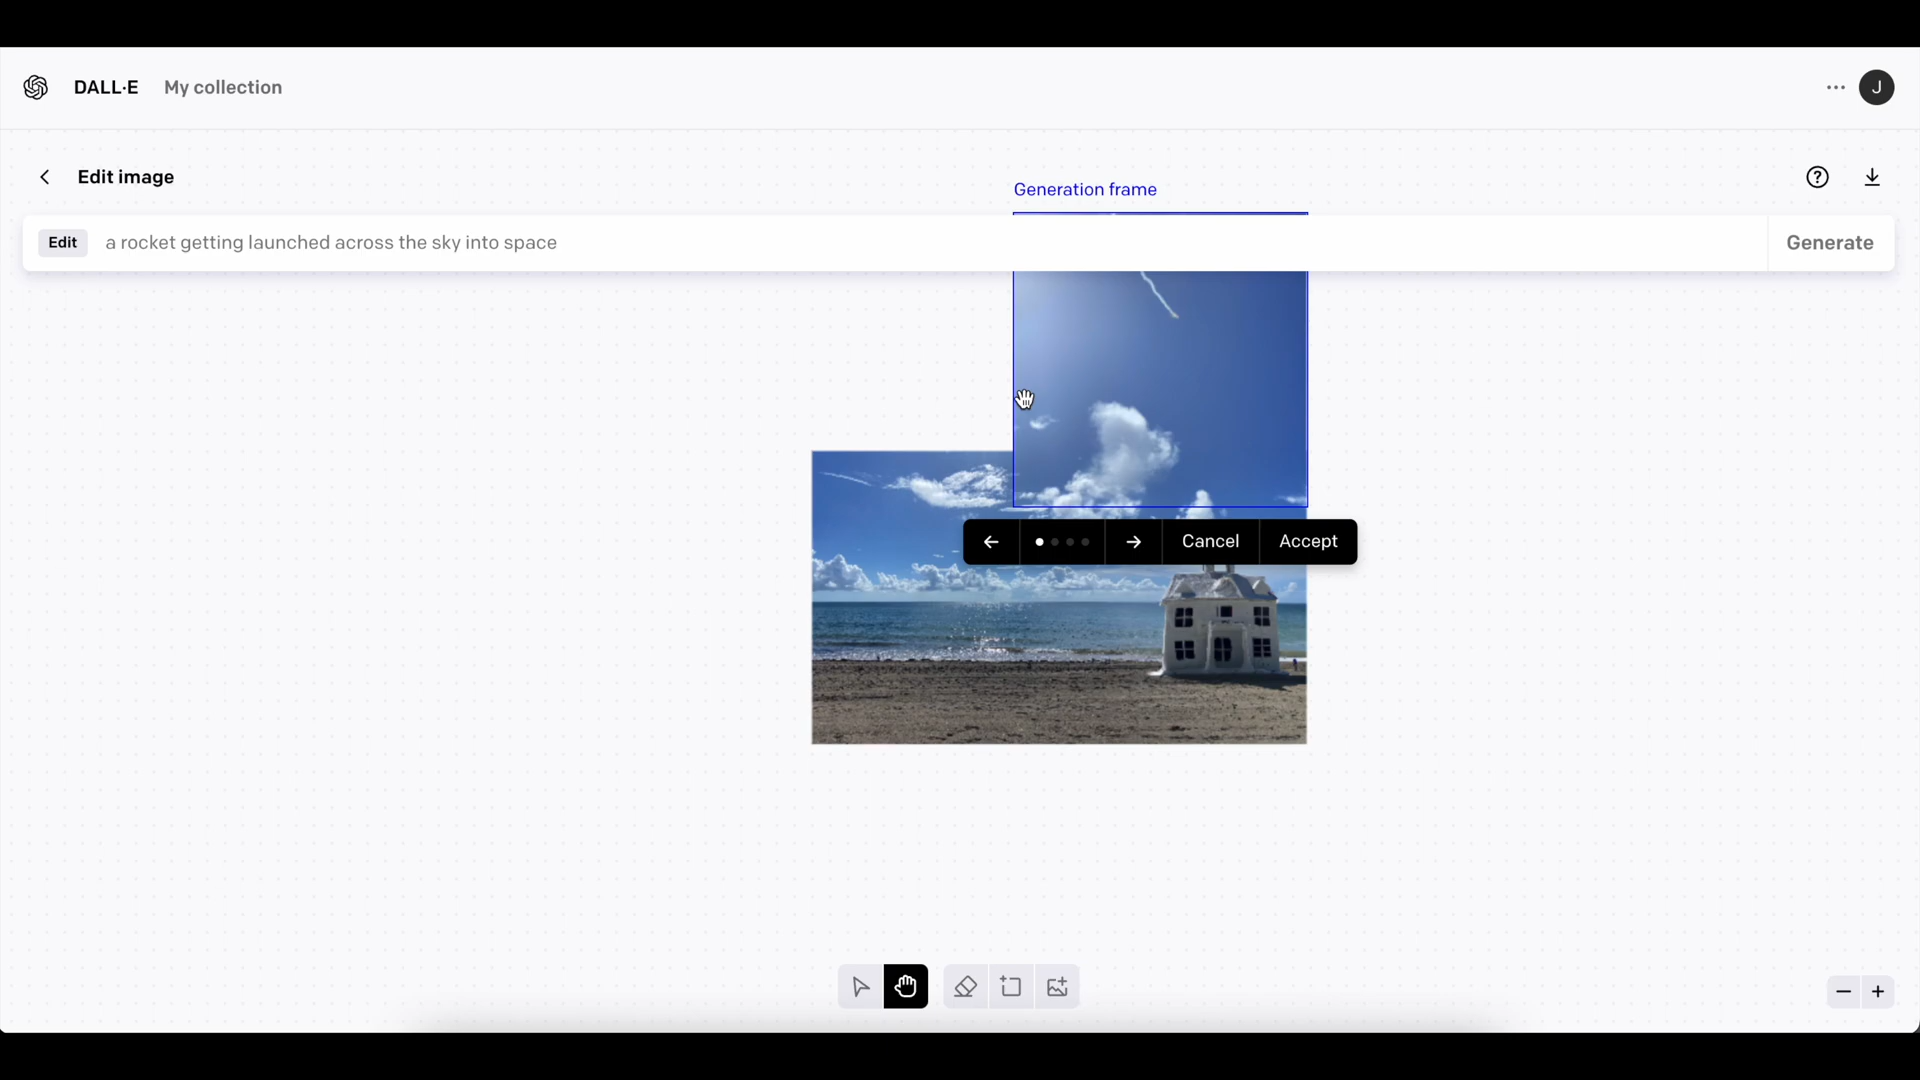 DALL·E My collection
J
Edit image
Generation frame
Edit a rocket getting launched across the sky into space Generate
Cancel Accept